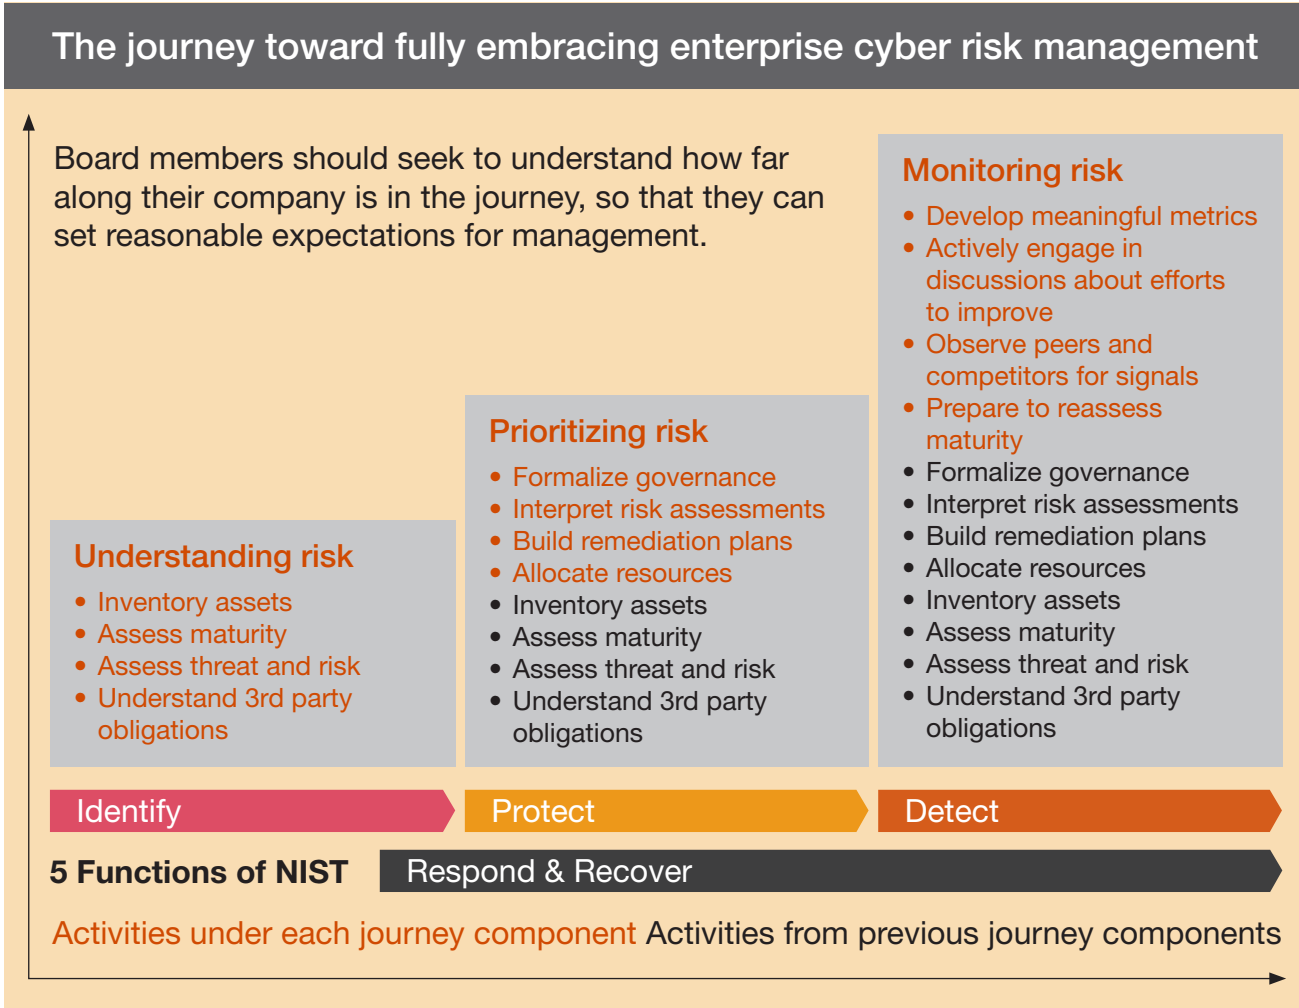 The journey toward fully embracing enterprise cyber risk management
Board members should seek to understand how far
along their company is in the journey, so that they can
set reasonable expectations for management.
Understanding risk
• Inventory assets
• Assess maturity
• Assess threat and risk
• Understand 3rd party
obligations
Prioritizing risk
• Formalize governance
• Interpret risk assessments
• Build remediation plans
• Allocate resources
• Inventory assets
• Assess maturity
• Assess threat and risk
• Understand 3rd party
obligations
Monitoring risk
• Develop meaningful metrics
• Actively engage in
discussions about efforts
to improve
• Observe peers and
competitors for signals
• Prepare to reassess
maturity
• Formalize governance
• Interpret risk assessments
• Build remediation plans
• Allocate resources
• Inventory assets
• Assess maturity
• Assess threat and risk
• Understand 3rd party
obligations
Identify
Protect
Detect
5 Functions of NIST
Respond & Recover
Activities under each journey component Activities from previous journey components